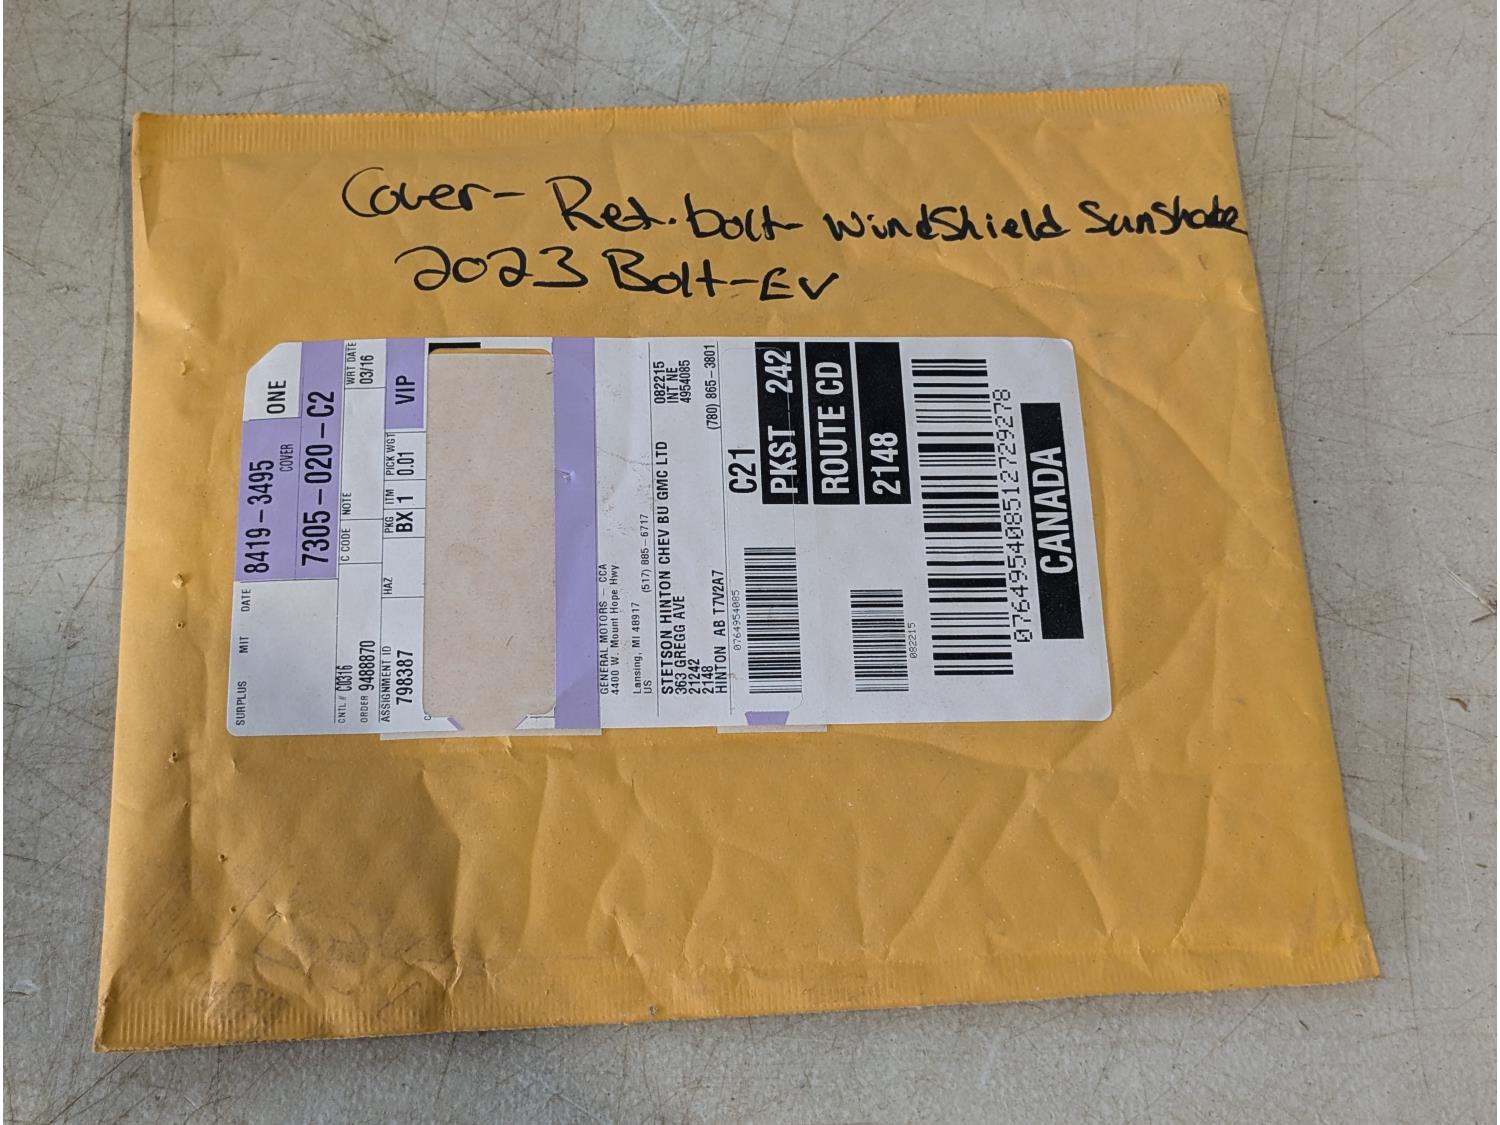 Cover- Ret. bolt- Windshield Sunshade
2023 Bolt-EV
SURPLUS MIT DATE
8419-3495
ONE
COVER
7305-020-C2
CNTL # C0316
C CODE
NOTE
WRT DATE
03/16
ORDER 9488870
ASSIGNMENT ID
798387
HAZ
PKG
BX
ITM
1
PICK WGT
0.01
VIP
GENERAL MOTORS - CCA
4400 W. Mount Hope Hwy
Lansing, MI 48917 (517) 885-6717
US
STETSON HINTON CHEV BU GMC LTD
363 GREGG AVE
21242
2148
HINTON AB T7V2A7
082215
INT NE
4954085
(780) 865-3801
0764954085
C21
PKST 242
ROUTE CD
2148
082215
076495408512729278
CANADA